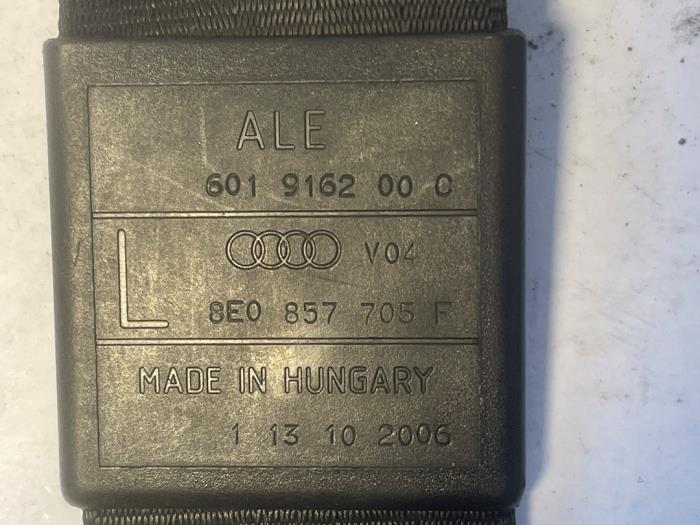 ALE
601 9162 00 C
L V04
8E0 857 705 F
MADE IN HUNGARY
1 13 10 2006